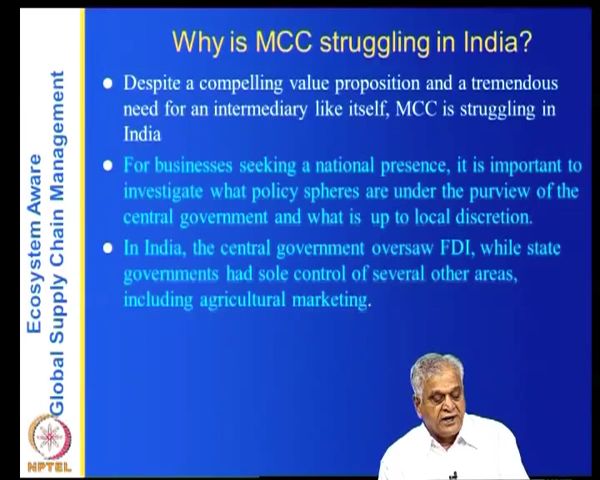 Why is MCC struggling in India?
Despite a compelling value proposition and a tremendous
need for an intermediary like itself, MCC is struggling in
India
For businesses seeking a national presence, it is important to
investigate what policy spheres are under the purview of the
central government and what is up to local discretion.
In India, the central government oversaw FDI, while state
governments had sole control of several other areas,
including agricultural marketing.
Ecosystem Aware
Global Supply Chain Management
NPTEL